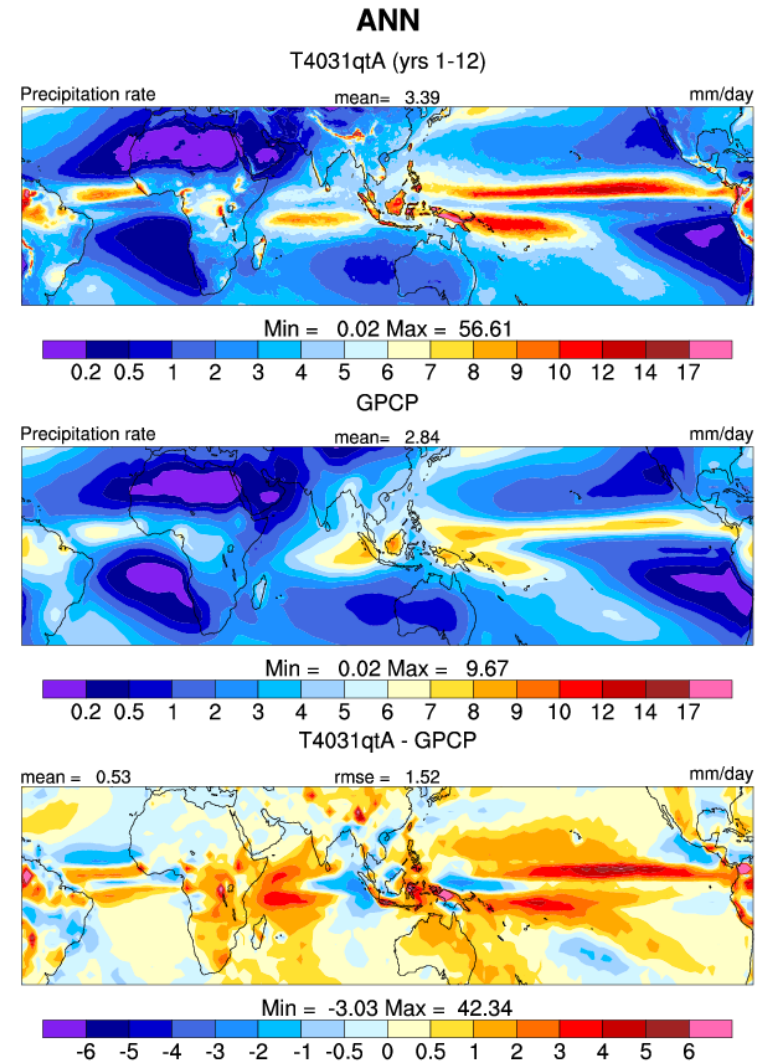 ANN
T4031qtA (yrs 1-12)
Precipitation rate mean= 3.39 mm/day
Min = 0.02 Max = 56.61
0.2 0.5 1 2 3 4 5 6 7 8 9 10 12 14 17
GPCP
Precipitation rate mean= 2.84 mm/day
Min = 0.02 Max = 9.67
0.2 0.5 1 2 3 4 5 6 7 8 9 10 12 14 17
T4031qtA - GPCP
mean = 0.53 rmse = 1.52 mm/day
Min = -3.03 Max = 42.34
-6 -5 -4 -3 -2 -1 -0.5 0 0.5 1 2 3 4 5 6